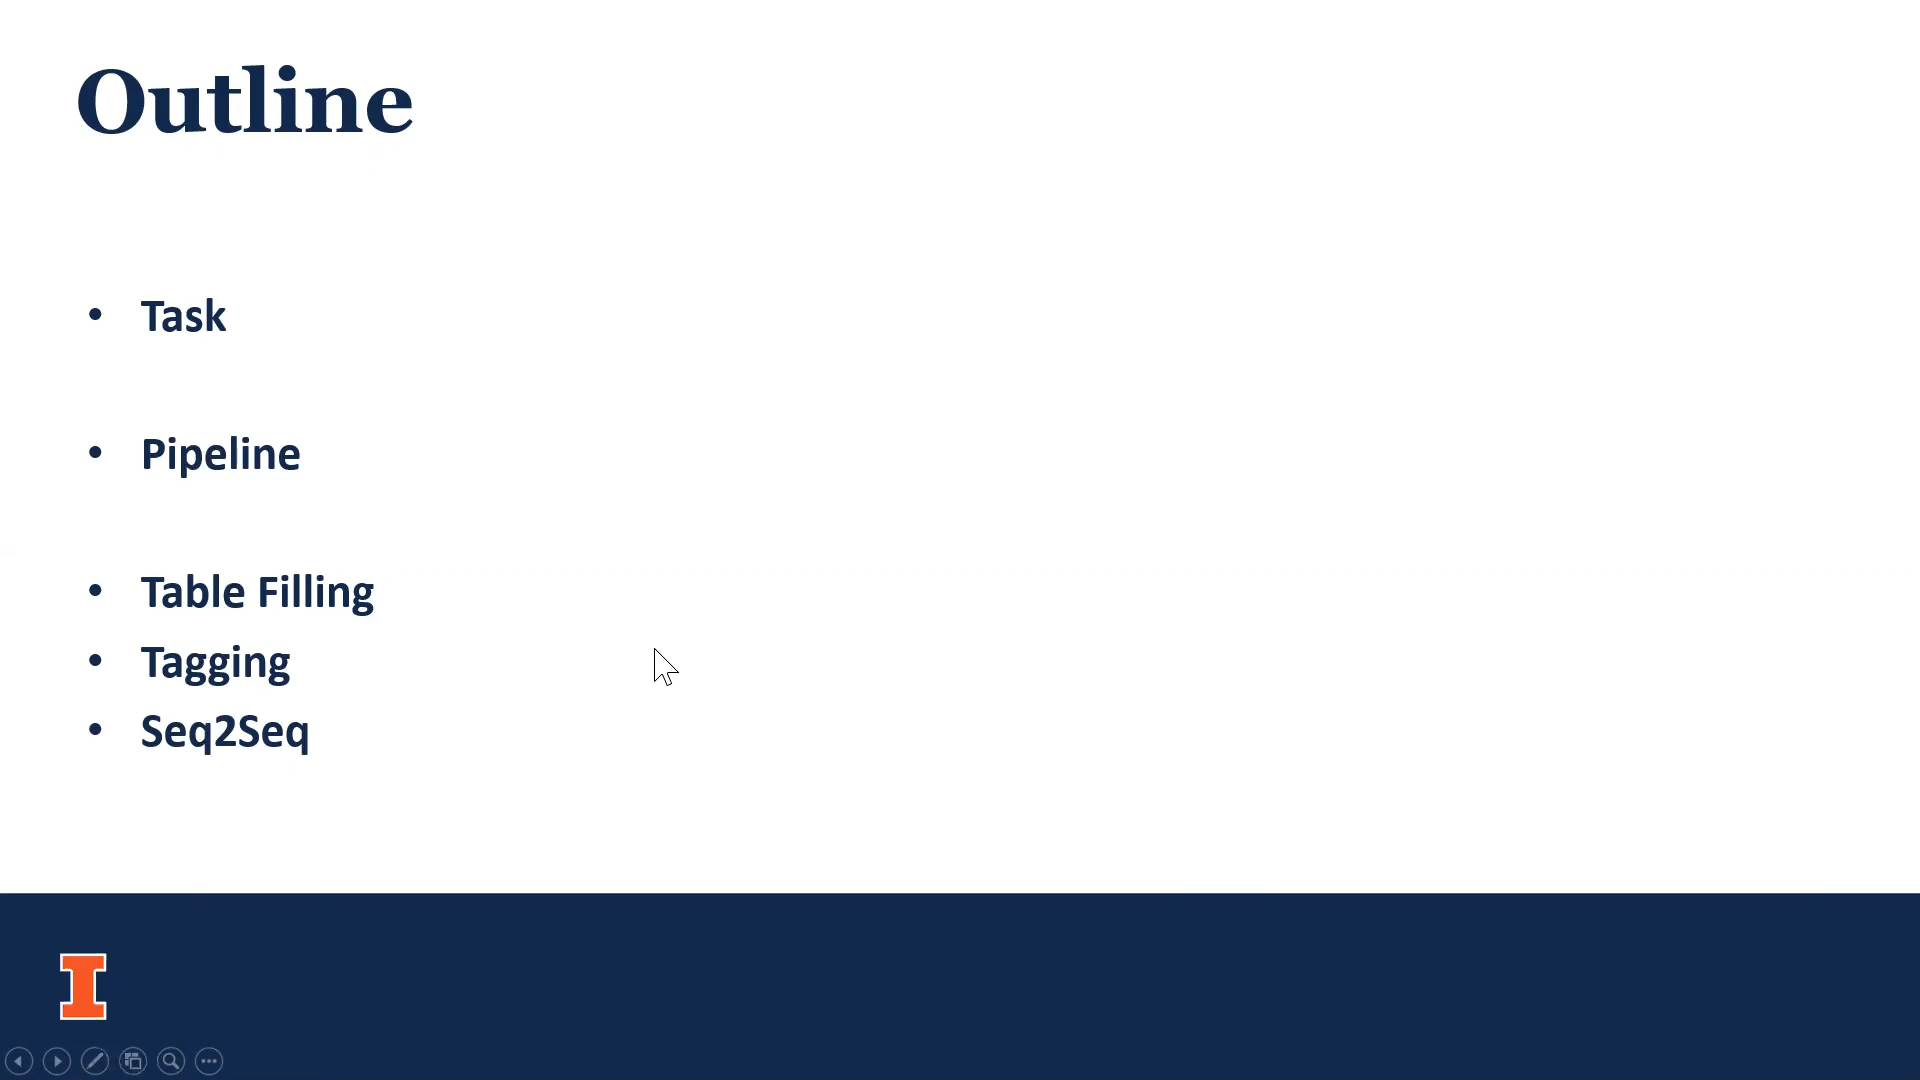 Outline
• Task
• Pipeline
• Table Filling
• Tagging
• Seq2Seq
I